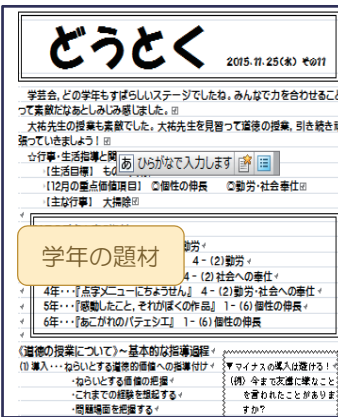 どうとく 2015.11.25(水) その11
学芸会，どの学年もすばらしいステージでしたね。みんなで力を合わせるこ
って素敵だなあとしみじみ感じました。
大祐先生の授業も素敵でした。大祐先生を見習って道徳の授業，引き続き頑
張っていきましょう！
☆行事・生活指導と関
【生活目標】 も
あ ひらがなで入力します
【12月の重点価値項目】 ◎個性の伸長 ◎勤労・社会奉仕
【主な行事】 大掃除
学年の題材
勤労
4-(2)勤労
4-(2)社会への奉仕
4年・・・『点字メニューにちょうせん』 4-(2)勤労・社会への奉仕
5年・・・『感動したこと，それがぼくの作品』 1-(6)個性の伸長
6年・・・『あこがれのパティシエ』 1-(6)個性の伸長
《道徳の授業について》～基本的な指導過程
(1) 導入・・・ねらいとする道徳的価値への指導付け
・ねらいとする価値の把握
・これまでの経験を想起する
・問題場面を把握する
▼マイナスの導入は避ける！
(例) 今まで友達に嫌なこと
を言われたことがありま
すか？